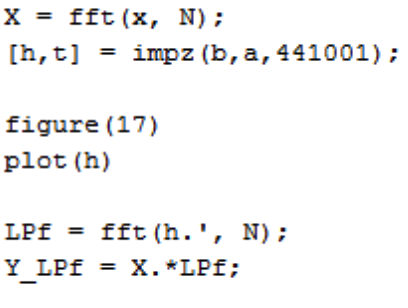 X = fft(x, N);
[h,t] = impz(b,a,441001);
figure(17)
plot(h)
LPf = fft(h.', N);
Y_LPf = X.*LPf;